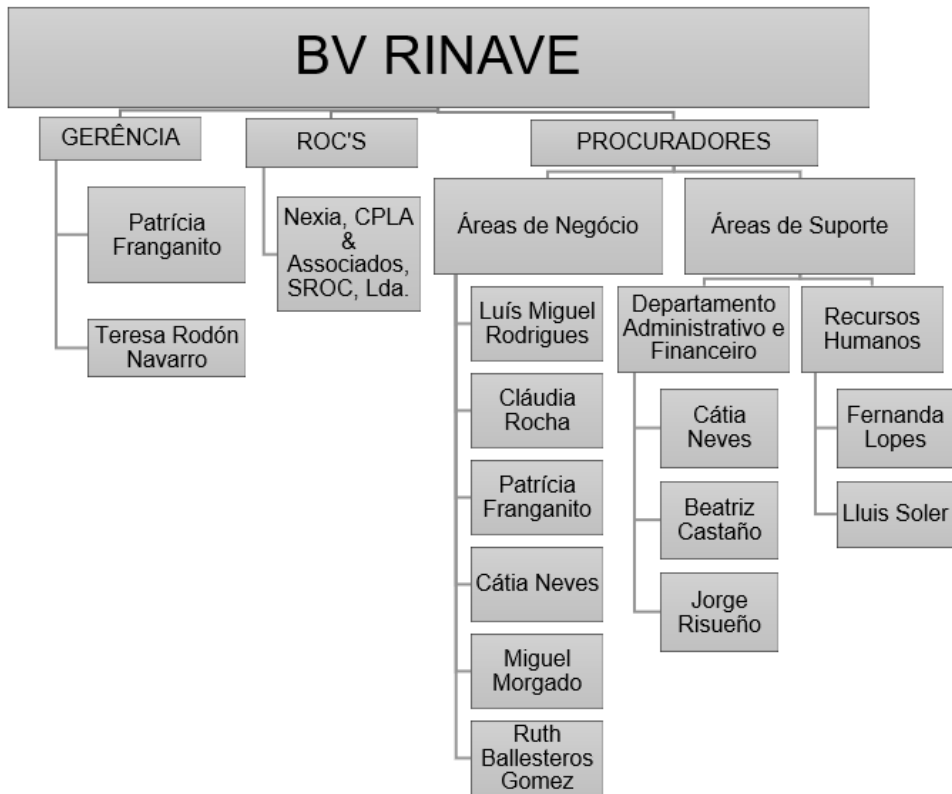 BV RINAVE
GERÊNCIA
Patrícia
Franganito
Teresa Rodón
Navarro
ROC'S
Nexia, CPLA
&
Associados,
SROC, Lda.
PROCURADORES
Áreas de Negócio
Luís Miguel
Rodrigues
Cláudia
Rocha
Patrícia
Franganito
Cátia Neves
Miguel
Morgado
Ruth
Ballesteros
Gomez
Áreas de Suporte
Departamento
Administrativo e
Financeiro
Cátia
Neves
Beatriz
Castaño
Jorge
Risueño
Recursos
Humanos
Fernanda
Lopes
Lluis Soler